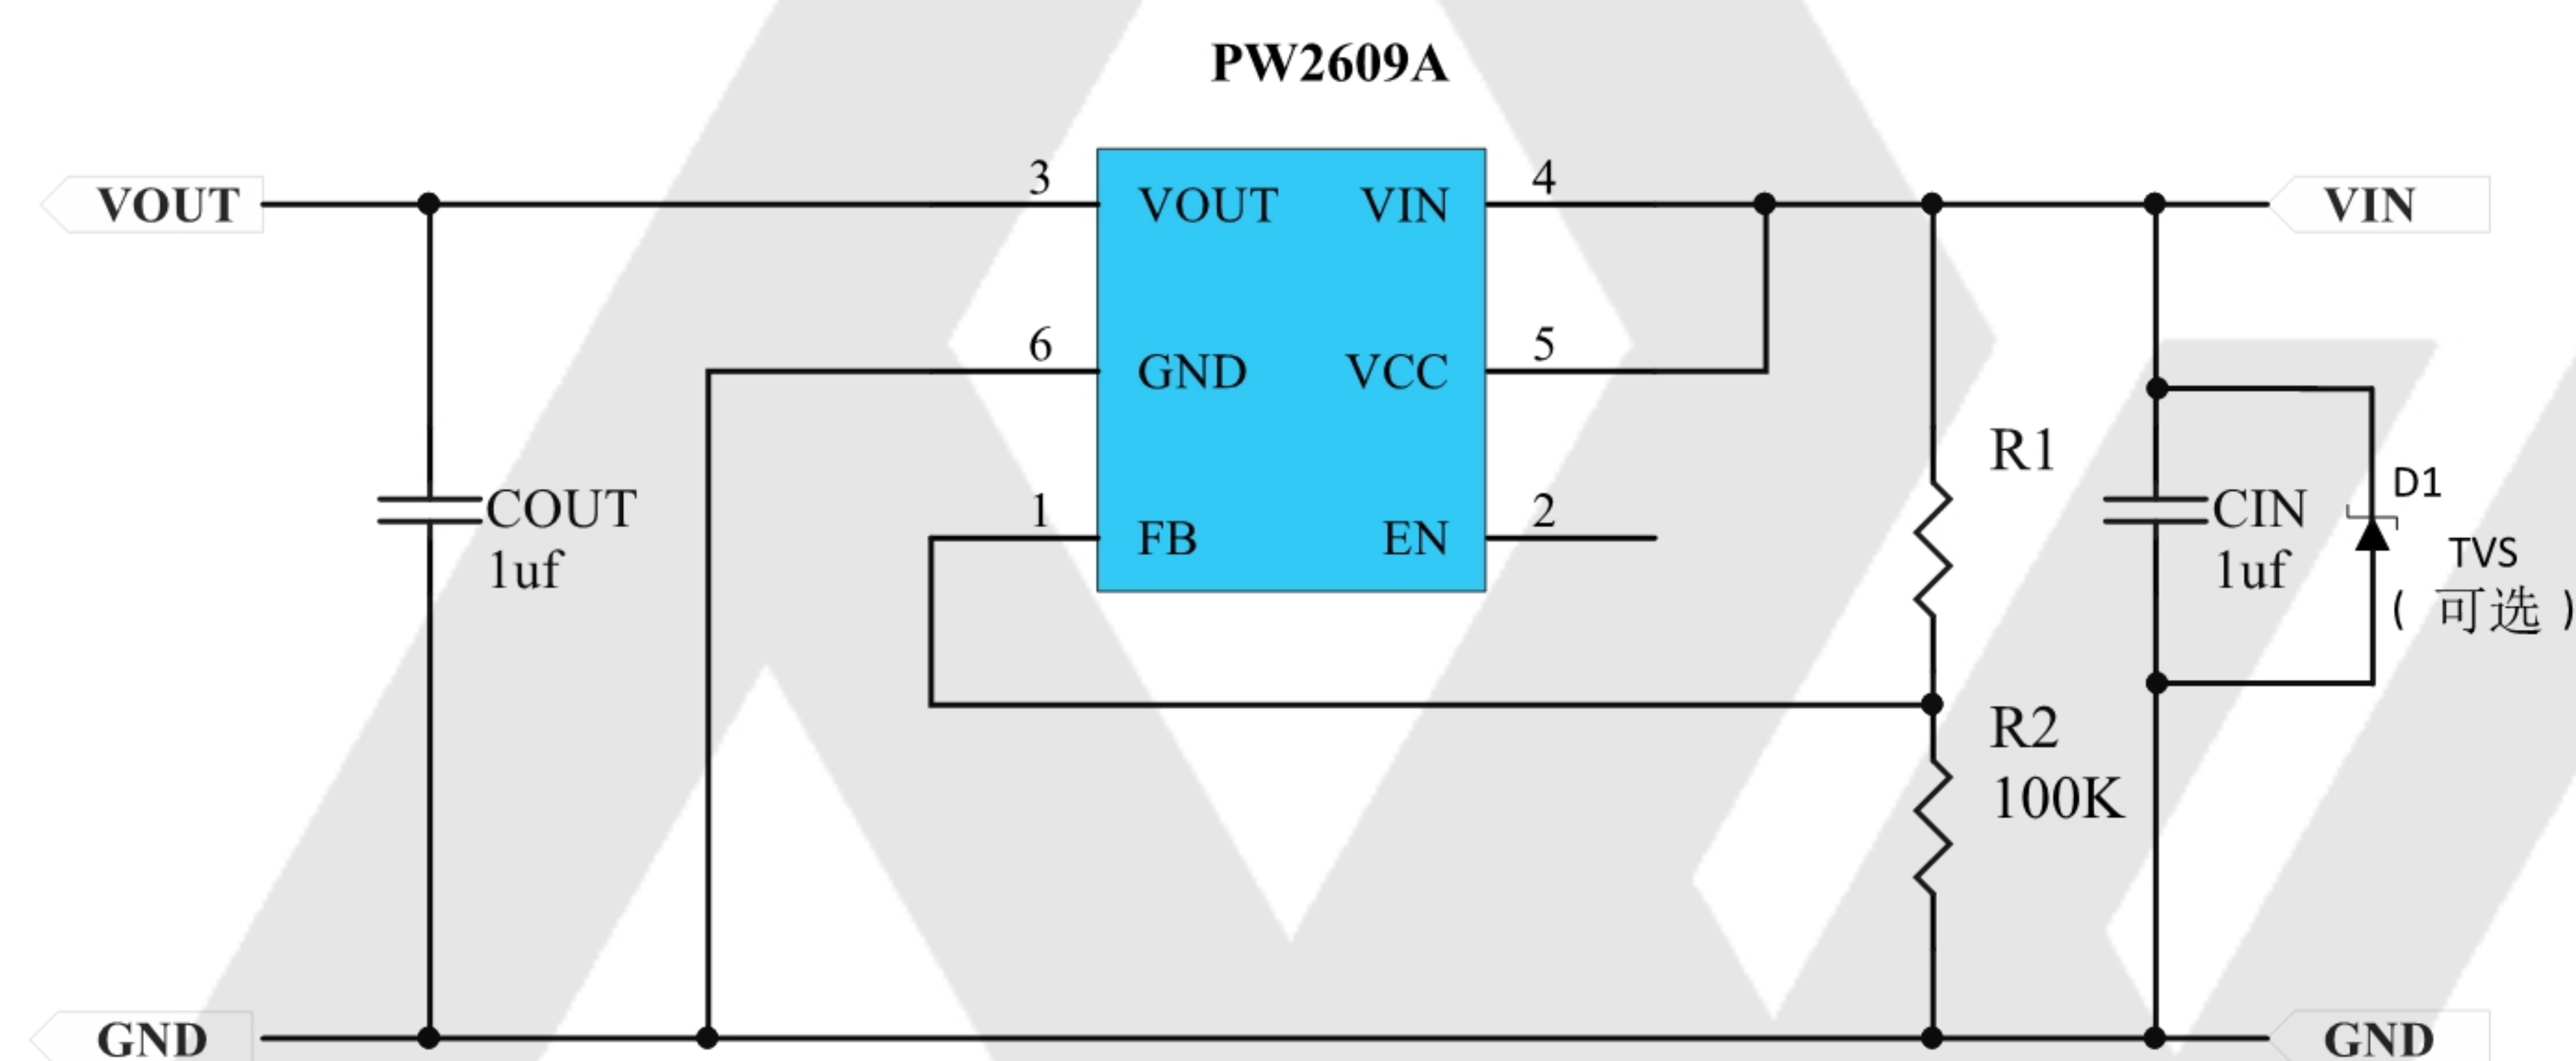 PW2609A
3
4
VOUT
VOUT
VIN
VIN
6
5
GND
VCC
R1
D1
COUT
1uf
1
2
FB
EN
CIN
1uf
TVS
( 可选 )
R2
100K
GND
GND